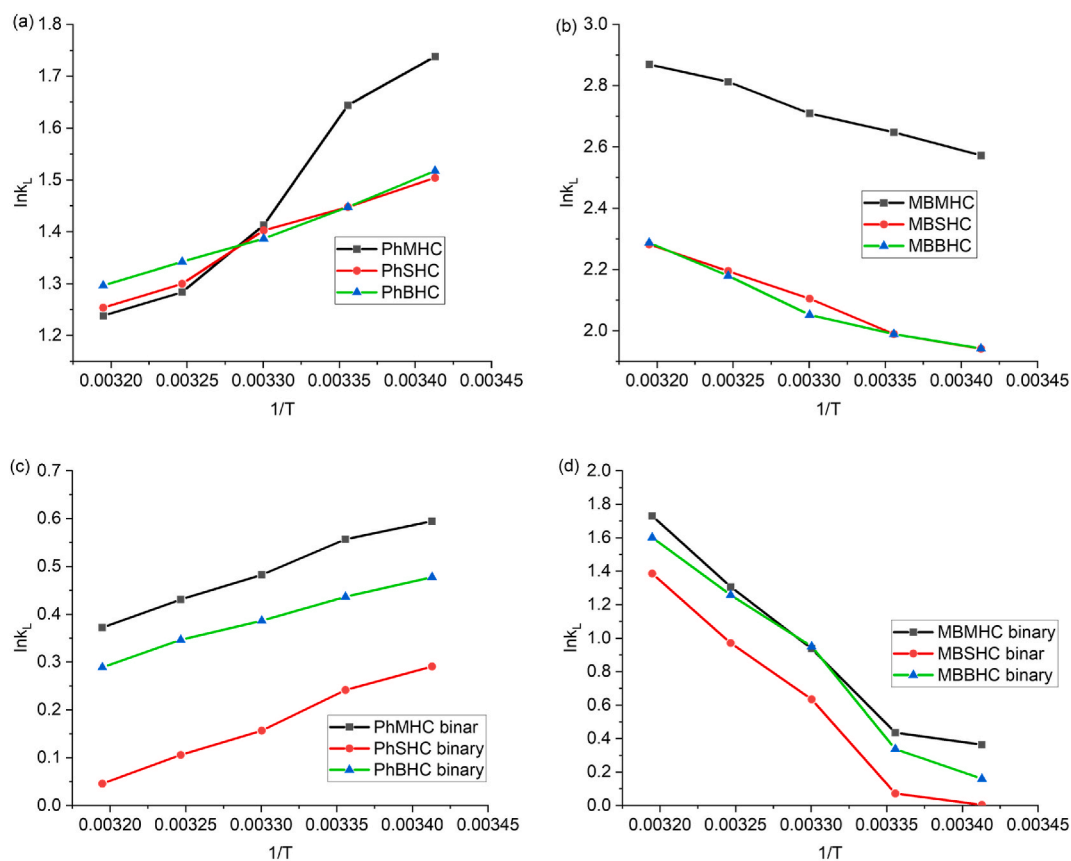 (a)
1.8
1.7
1.6
1.5
1.4
1.3
1.2
lnk_L
PhMHC
PhSHC
PhBHC
0.00320 0.00325 0.00330 0.00335 0.00340 0.00345
1/T
(b)
3.0
2.8
2.6
2.4
2.2
2.0
lnk_L
MBMHC
MBSHC
MBBHC
0.00320 0.00325 0.00330 0.00335 0.00340 0.00345
1/T
(c)
0.7
0.6
0.5
0.4
0.3
0.2
0.1
0.0
lnk_L
PhMHC binar
PhSHC binary
PhBHC binary
0.00320 0.00325 0.00330 0.00335 0.00340 0.00345
1/T
(d)
2.0
1.8
1.6
1.4
1.2
1.0
0.8
0.6
0.4
0.2
0.0
lnk_L
MBMHC binary
MBSHC binar
MBBHC binary
0.00320 0.00325 0.00330 0.00335 0.00340 0.00345
1/T